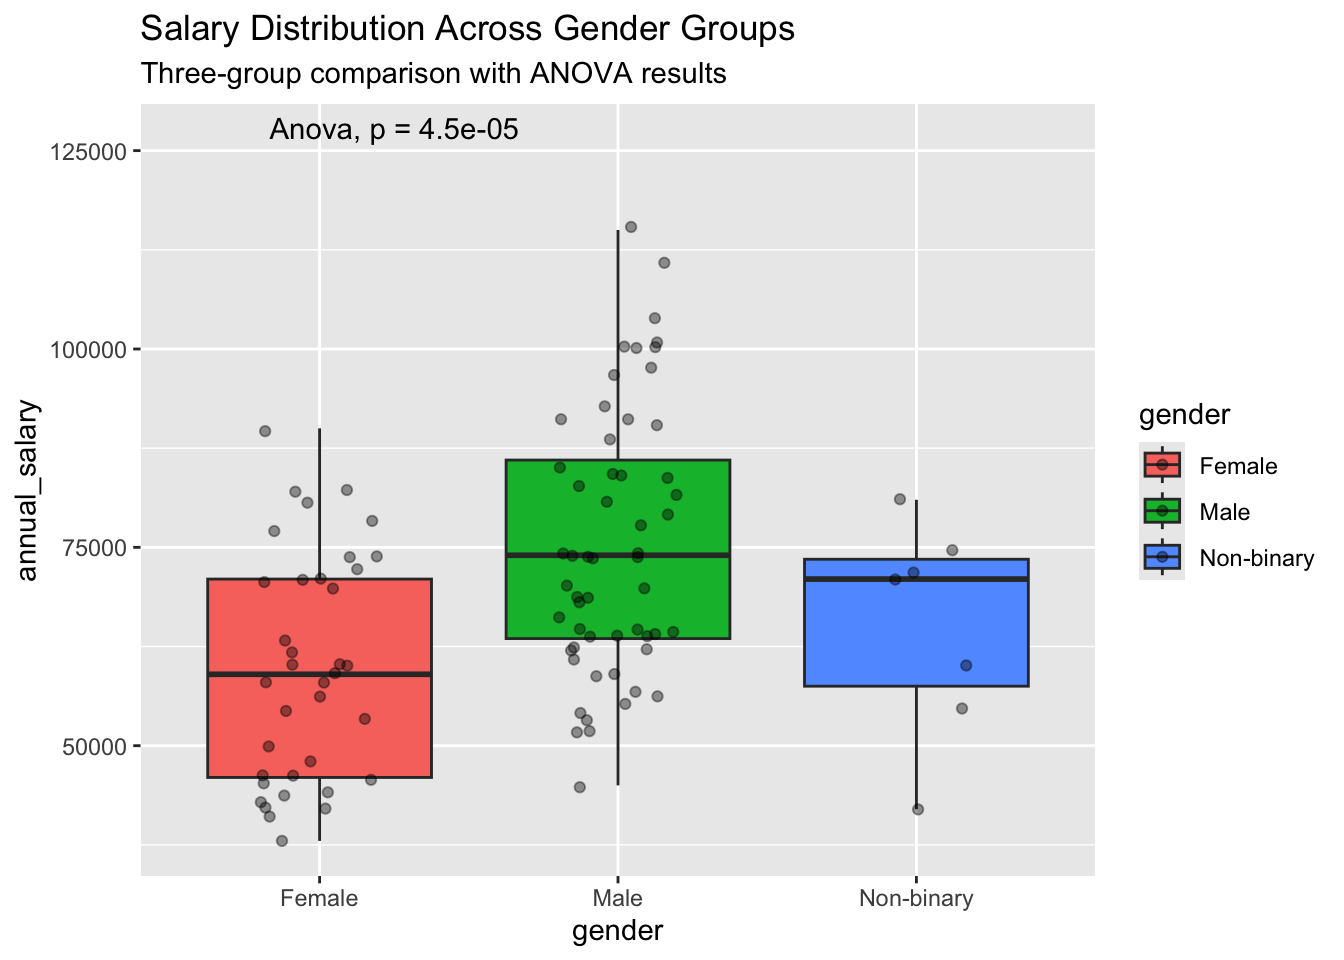 Salary Distribution Across Gender Groups
Three-group comparison with ANOVA results
Anova, p = 4.5e-05
125000
100000
75000
50000
annual_salary
Female
Male
Non-binary
gender
gender
Female
Male
Non-binary